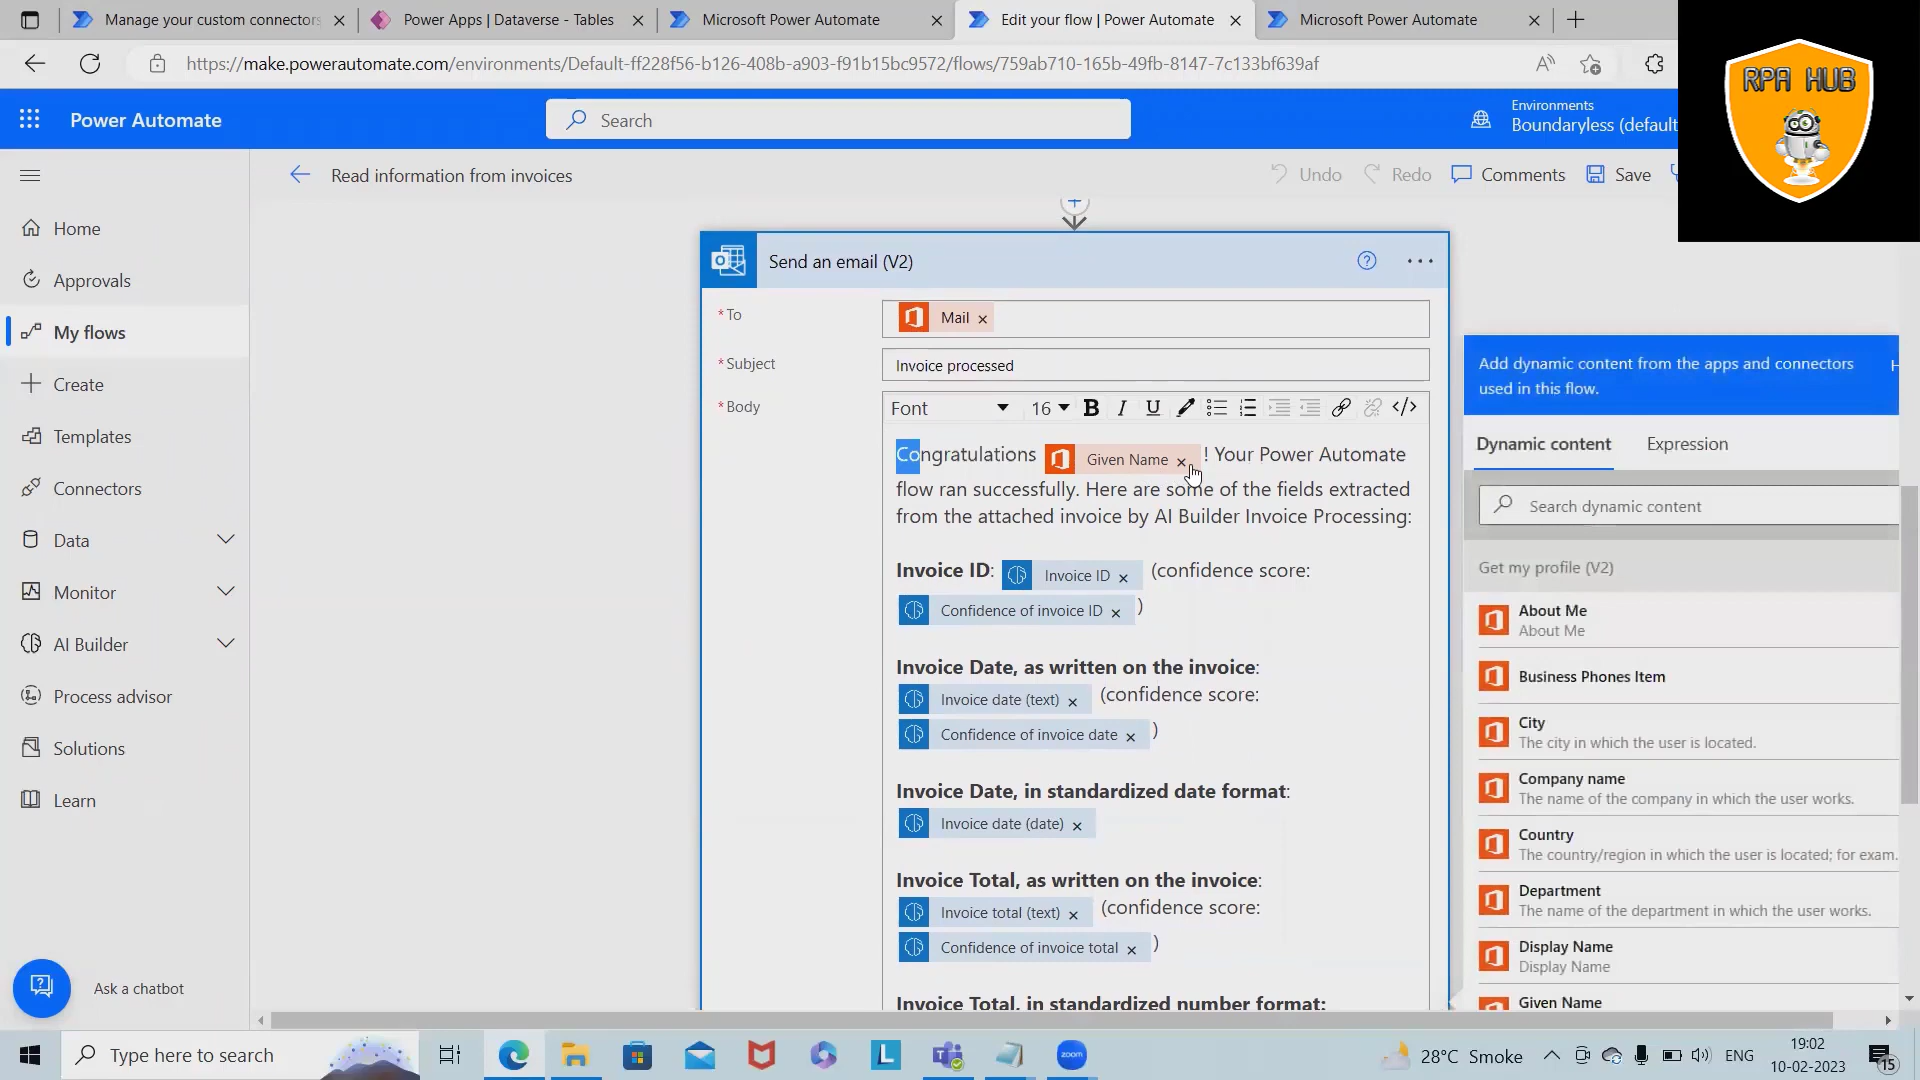 Manage your custom connectors
Power Apps | Dataverse - Tables
Microsoft Power Automate
Edit your flow | Power Automate
Microsoft Power Automate
https://make.powerautomate.com/environments/Default-ff228f56-b126-408b-a903-f91b15bc9572/flows/759ab710-165b-49fb-8147-7c133bf639af
RPA HUB
Power Automate
Search
Environments
Boundaryless (default
Read information from invoices
Undo
Redo
Comments
Save
Home
Approvals
My flows
Create
Templates
Connectors
Data
Monitor
AI Builder
Process advisor
Solutions
Learn
Ask a chatbot
Send an email (V2)
*To
Mail
*Subject
Invoice processed
*Body
Font 16 B I U </>
Congratulations Given Name ! Your Power Automate
flow ran successfully. Here are some of the fields extracted
from the attached invoice by AI Builder Invoice Processing:
Invoice ID: Invoice ID (confidence score:
Confidence of invoice ID )
Invoice Date, as written on the invoice:
Invoice date (text) (confidence score:
Confidence of invoice date )
Invoice Date, in standardized date format:
Invoice date (date)
Invoice Total, as written on the invoice:
Invoice total (text) (confidence score:
Confidence of invoice total )
Invoice Total, in standardized number format:
Add dynamic content from the apps and connectors
used in this flow.
Dynamic content
Expression
Search dynamic content
Get my profile (V2)
About Me
About Me
Business Phones Item
City
The city in which the user is located.
Company name
The name of the company in which the user works.
Country
The country/region in which the user is located; for exam.
Department
The name of the department in which the user works.
Display Name
Display Name
Given Name
Type here to search
zoom
28°C Smoke
ENG
19:02
10-02-2023
15